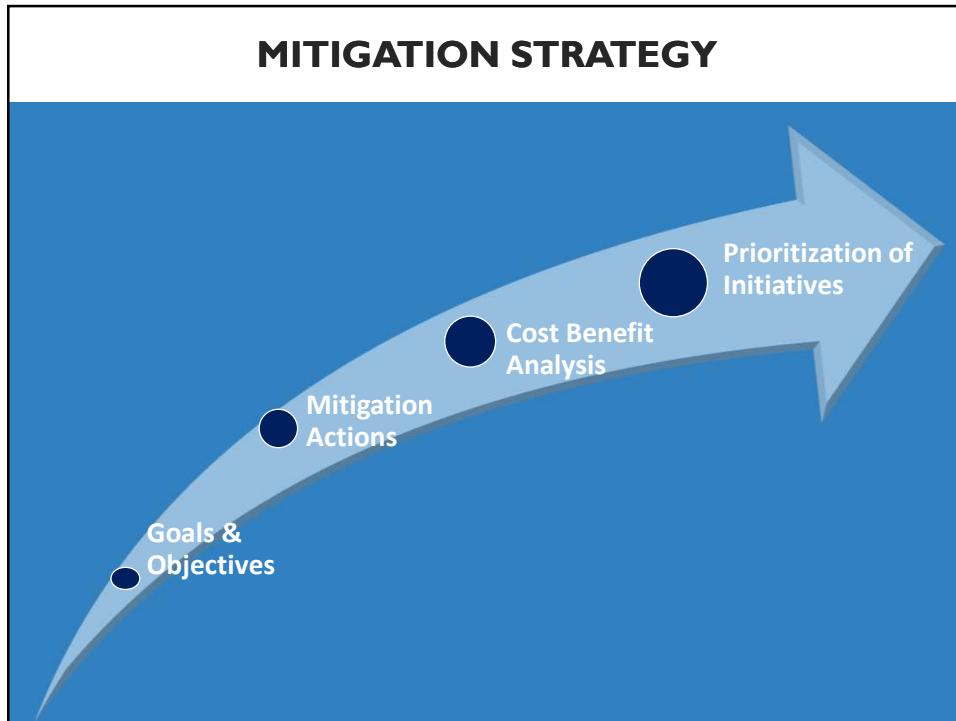 MITIGATION STRATEGY
Prioritization of
Initiatives
Cost Benefit
Analysis
Mitigation
Actions
Goals &
Objectives